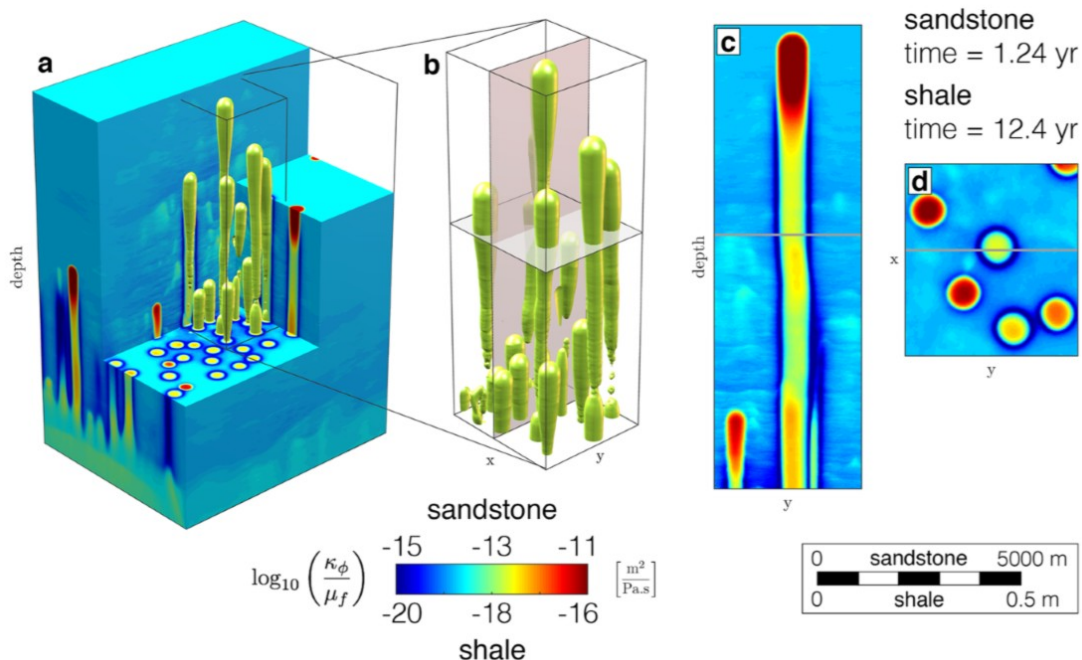 a
depth
b
x
y
c
depth
y
sandstone
time = 1.24 yr
shale
time = 12.4 yr
d
x
y
sandstone
-15 -13 -11
log10 (κϕ/μf) [m²/Pa.s]
-20 -18 -16
shale
0 sandstone 5000 m
0 shale 0.5 m